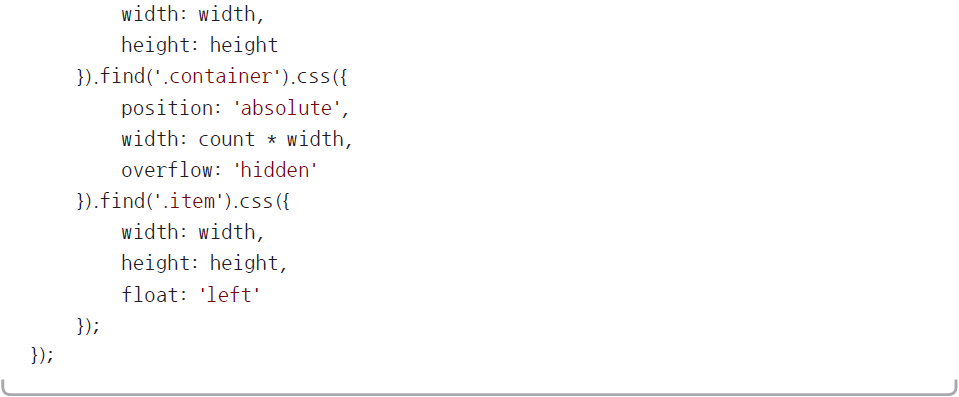 width: width,
height: height
}).find('.container').css({
position: 'absolute',
width: count * width,
overflow: 'hidden'
}).find('.item').css({
width: width,
height: height,
float: 'left'
});
});